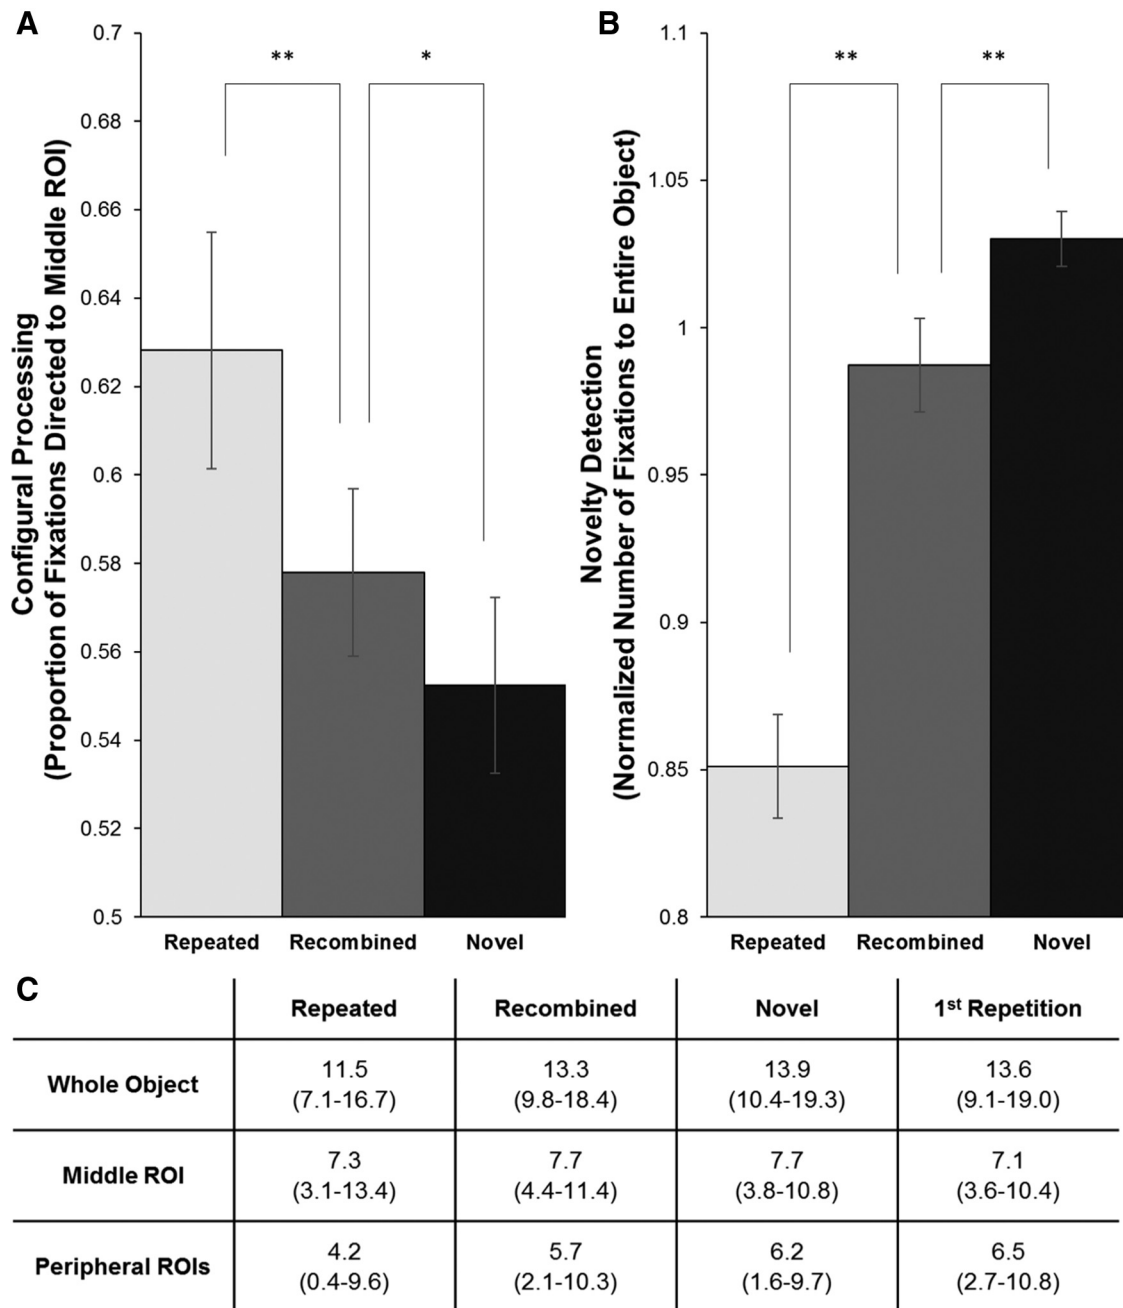 A
Configural Processing
(Proportion of Fixations Directed to Middle ROI)
0.7
0.68
0.66
0.64
0.62
0.6
0.58
0.56
0.54
0.52
0.5
** *
Repeated Recombined Novel
B
Novelty Detection
(Normalized Number of Fixations to Entire Object)
1.1
1.05
1
0.95
0.9
0.85
0.8
** **
Repeated Recombined Novel
C
Repeated Recombined Novel 1st Repetition
Whole Object 11.5 13.3 13.9 13.6
(7.1-16.7) (9.8-18.4) (10.4-19.3) (9.1-19.0)
Middle ROI 7.3 7.7 7.7 7.1
(3.1-13.4) (4.4-11.4) (3.8-10.8) (3.6-10.4)
Peripheral ROIs 4.2 5.7 6.2 6.5
(0.4-9.6) (2.1-10.3) (1.6-9.7) (2.7-10.8)